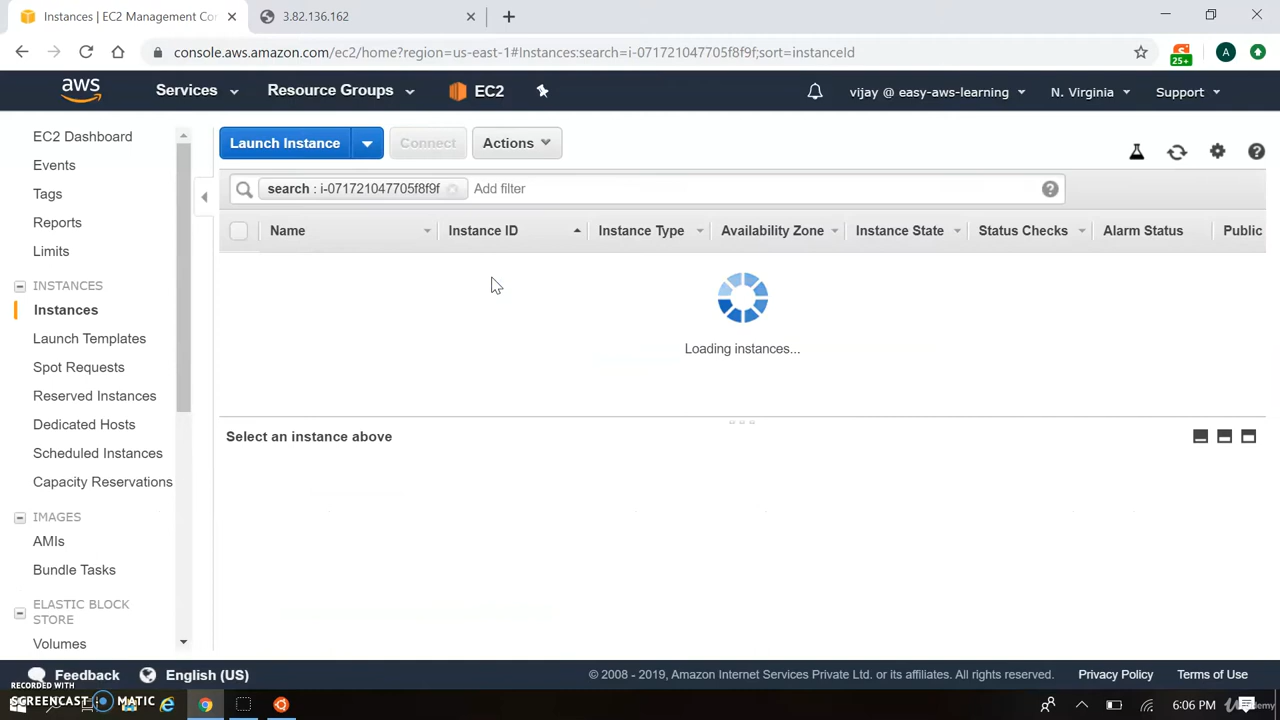 Instances | EC2 Management Con
3.82.136.162
console.aws.amazon.com/ec2/home?region=us-east-1#Instances:search=i-071721047705f8f9f;sort=instanceId
A
25+
aws
Services
Resource Groups
EC2
vijay @ easy-aws-learning
N. Virginia
Support
EC2 Dashboard
Events
Tags
Reports
Limits
INSTANCES
Instances
Launch Templates
Spot Requests
Reserved Instances
Dedicated Hosts
Scheduled Instances
Capacity Reservations
IMAGES
AMIs
Bundle Tasks
ELASTIC BLOCK
STORE
Volumes
Launch Instance
Connect
Actions
search : i-071721047705f8f9f
Add filter
Name
Instance ID
Instance Type
Availability Zone
Instance State
Status Checks
Alarm Status
Public
Loading instances...
Select an instance above
Feedback
English (US)
© 2008 - 2019, Amazon Internet Services Private Ltd. or its affiliates. All rights reserved.
Privacy Policy
Terms of Use
RECORDED WITH
SCREENCAST MATIC
6:06 PM